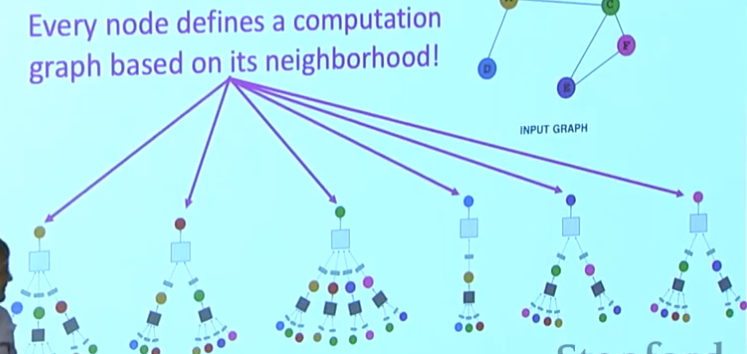 Every node defines a computation
graph based on its neighborhood!
C
F
D
E
INPUT GRAPH